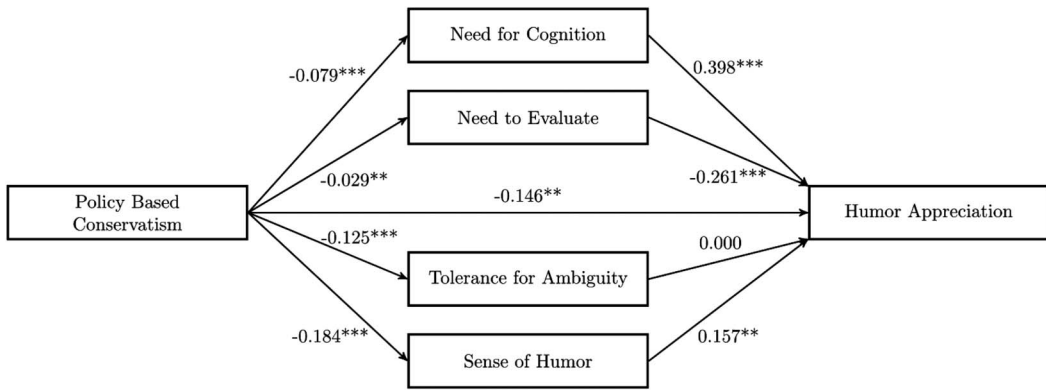 Need for Cognition
-0.079***
0.398***
Need to Evaluate
-0.029**
-0.261***
-0.146**
Policy Based
Conservatism
Humor Appreciation
-0.125***
0.000
Tolerance for Ambiguity
-0.184***
0.157**
Sense of Humor